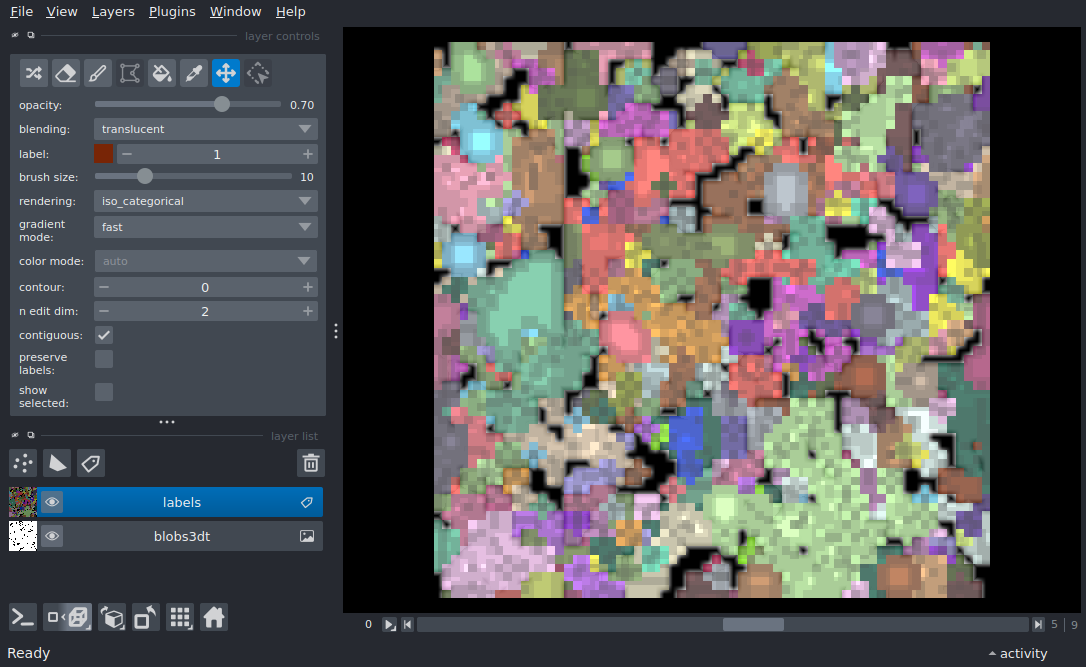 File View Layers Plugins Window Help
layer controls
opacity: 0.70
blending: translucent
label: 1
brush size: 10
rendering: iso_categorical
gradient
mode: fast
color mode: auto
contour: 0
n edit dim: 2
contiguous:
preserve
labels:
show
selected:
layer list
labels
blobs3dt
0 5 | 9
Ready
activity